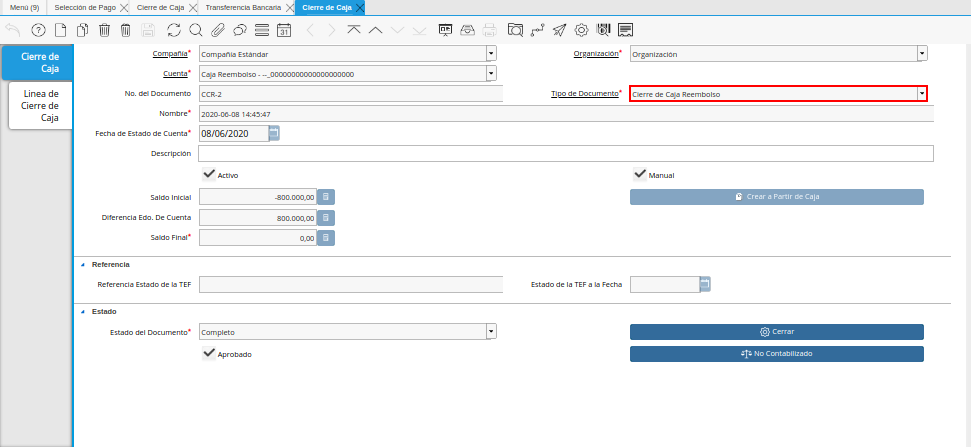 Menú (9) Selección de Pago Cierre de Caja Transferencia Bancaria Cierre de Caja
31
Cierre de
Caja
Linea de
Cierre de
Caja
Compañía* Compañía Estándar Organización* Organización
Cuenta* Caja Reembolso - --_00000000000000000000
No. del Documento CCR-2 Tipo de Documento* Cierre de Caja Reembolso
Nombre* 2020-06-08 14:45:47
Fecha de Estado de Cuenta* 08/06/2020
Descripción
Activo Manual
Saldo Inicial -800.000,00 Crear a Partir de Caja
Diferencia Edo. De Cuenta 800.000,00
Saldo Final* 0,00
Referencia
Referencia Estado de la TEF Estado de la TEF a la Fecha
Estado
Estado del Documento* Completo Cerrar
Aprobado No Contabilizado